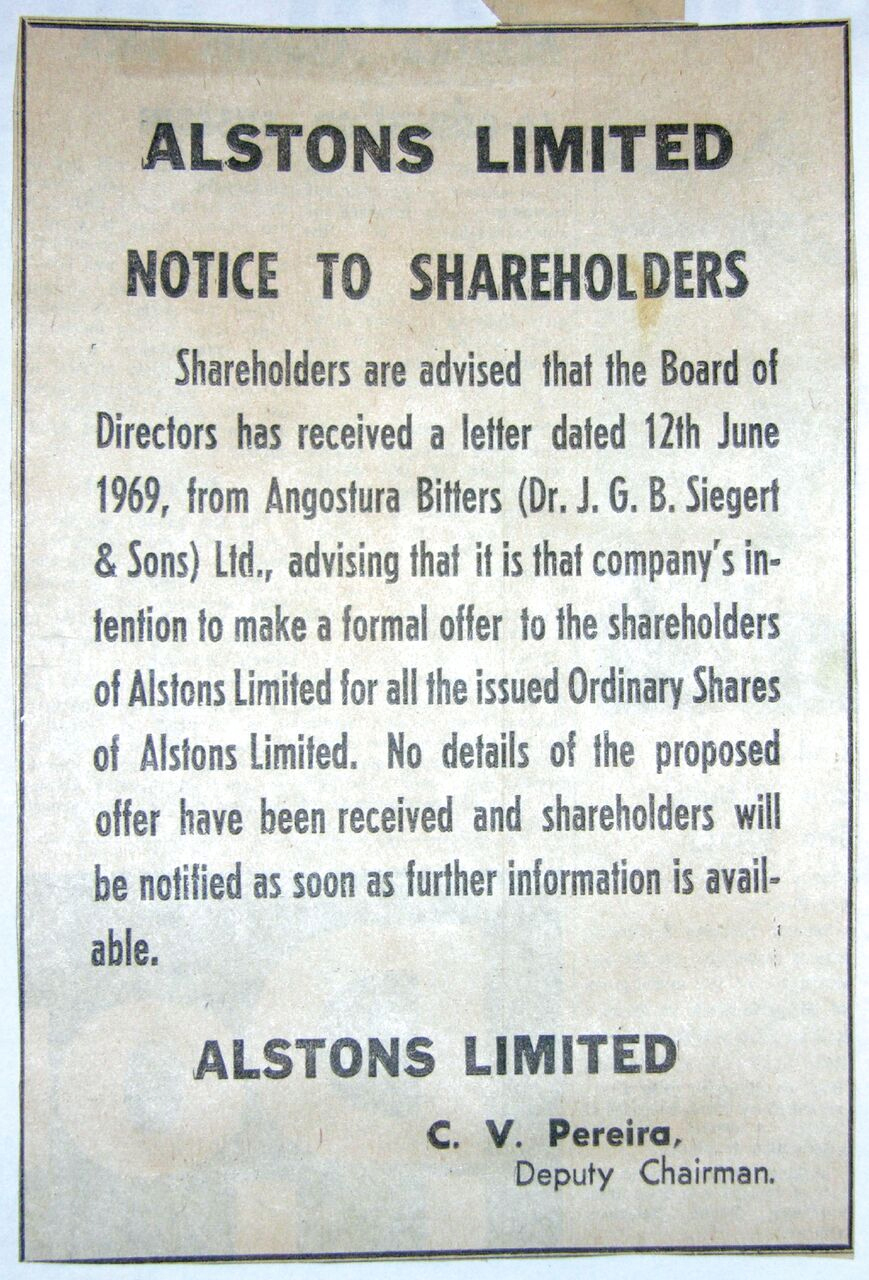 ALSTONS LIMITED
NOTICE TO SHAREHOLDERS
Shareholders are advised that the Board of
Directors has received a letter dated 12th June
1969, from Angostura Bitters (Dr. J. G. B. Siegert
& Sons) Ltd., advising that it is that company's in-
tention to make a formal offer to the shareholders
of Alstons Limited for all the issued Ordinary Shares
of Alstons Limited. No details of the proposed
offer have been received and shareholders will
be notified as soon as further information is avail-
able.
ALSTONS LIMITED
C. V. Pereira,
Deputy Chairman.